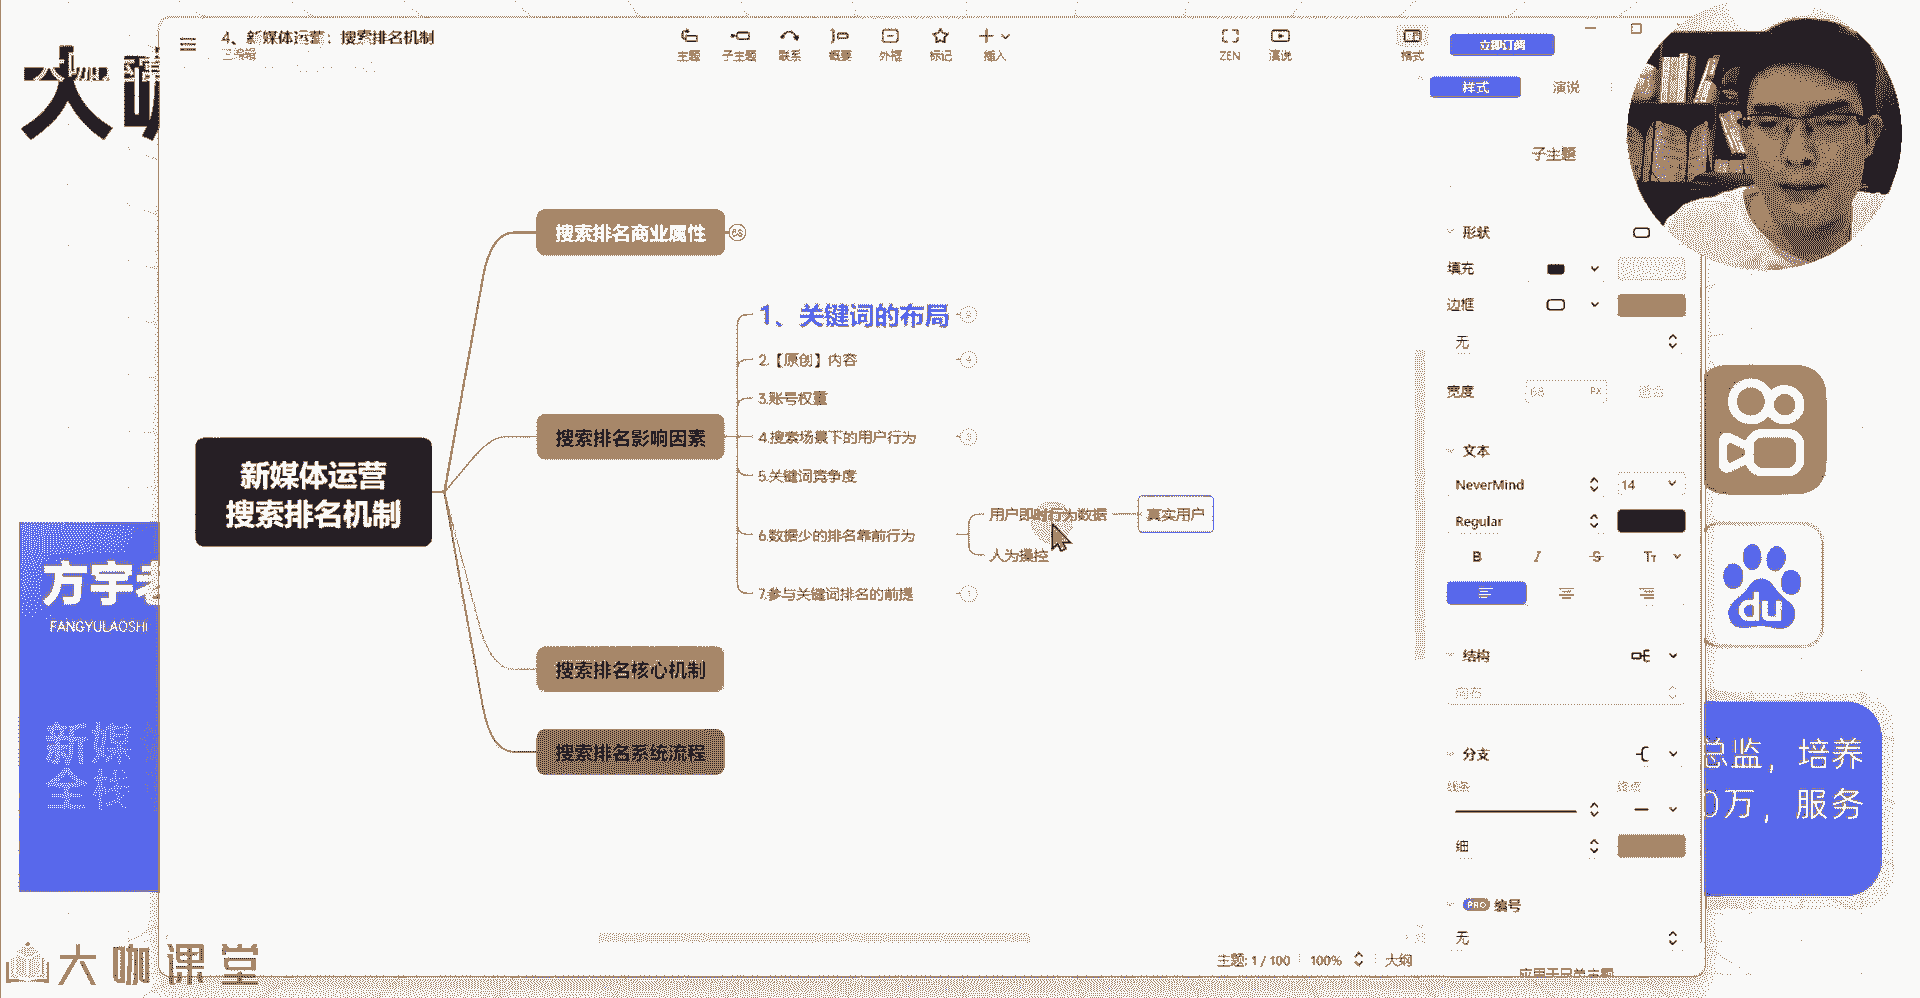 4、新媒体运营：搜索排名机制
已编辑
主题
子主题
联系
概要
外框
标记
插入
ZEN
演说
格式
立即订阅
样式
演说
子主题
大咖
搜索排名商业属性
68
形状
填充
边框
无
1、关键词的布局
2.【原创】内容
4
3.账号权重
4.搜索场景下的用户行为
3
5.关键词竞争度
用户即时行为数据
真实用户
6.数据少的排名靠前行为
人为操控
7.参与关键词排名的前提
1
搜索排名影响因素
新媒体运营
搜索排名机制
搜索排名核心机制
搜索排名系统流程
宽度
68
PX
适合
文本
NeverMind
14
Regular
B
I
S
Tт
结构
向右
分支
线条
终点
细
PRO
编号
无
应用于兄弟主题
方宇老
FANGYULAOSHI
新媒
全栈
du
总监，培养
0万，服务
主题: 1 / 100
100%
大纲
大咖课堂